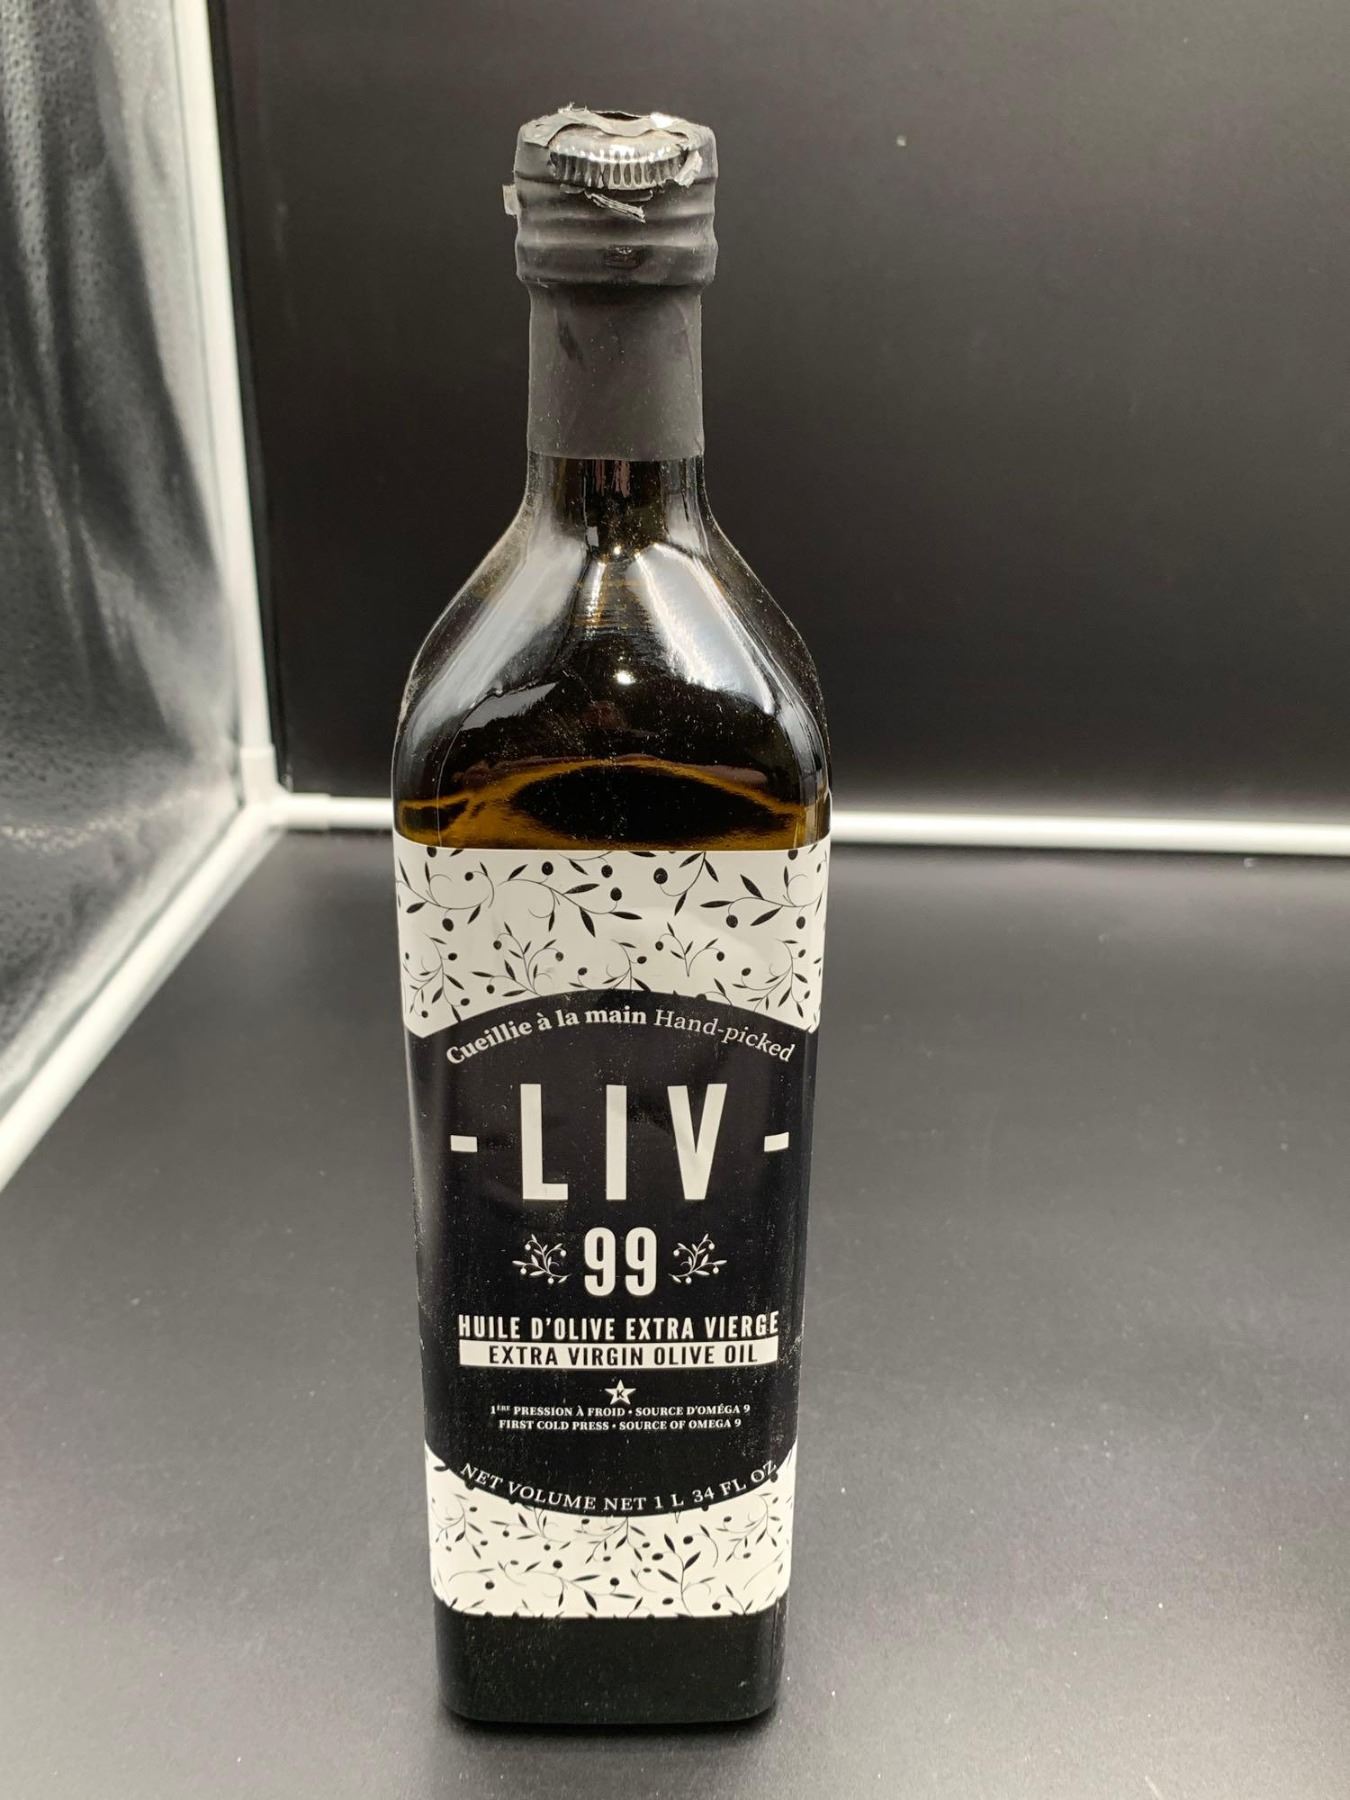 Cueillie à la main Hand-picked
- LIV -
99
HUILE D'OLIVE EXTRA VIERGE
EXTRA VIRGIN OLIVE OIL
K
1ÈRE PRESSION À FROID • SOURCE D'OMÉGA 9
FIRST COLD PRESS • SOURCE OF OMEGA 9
NET VOLUME NET 1 L 34 FL OZ